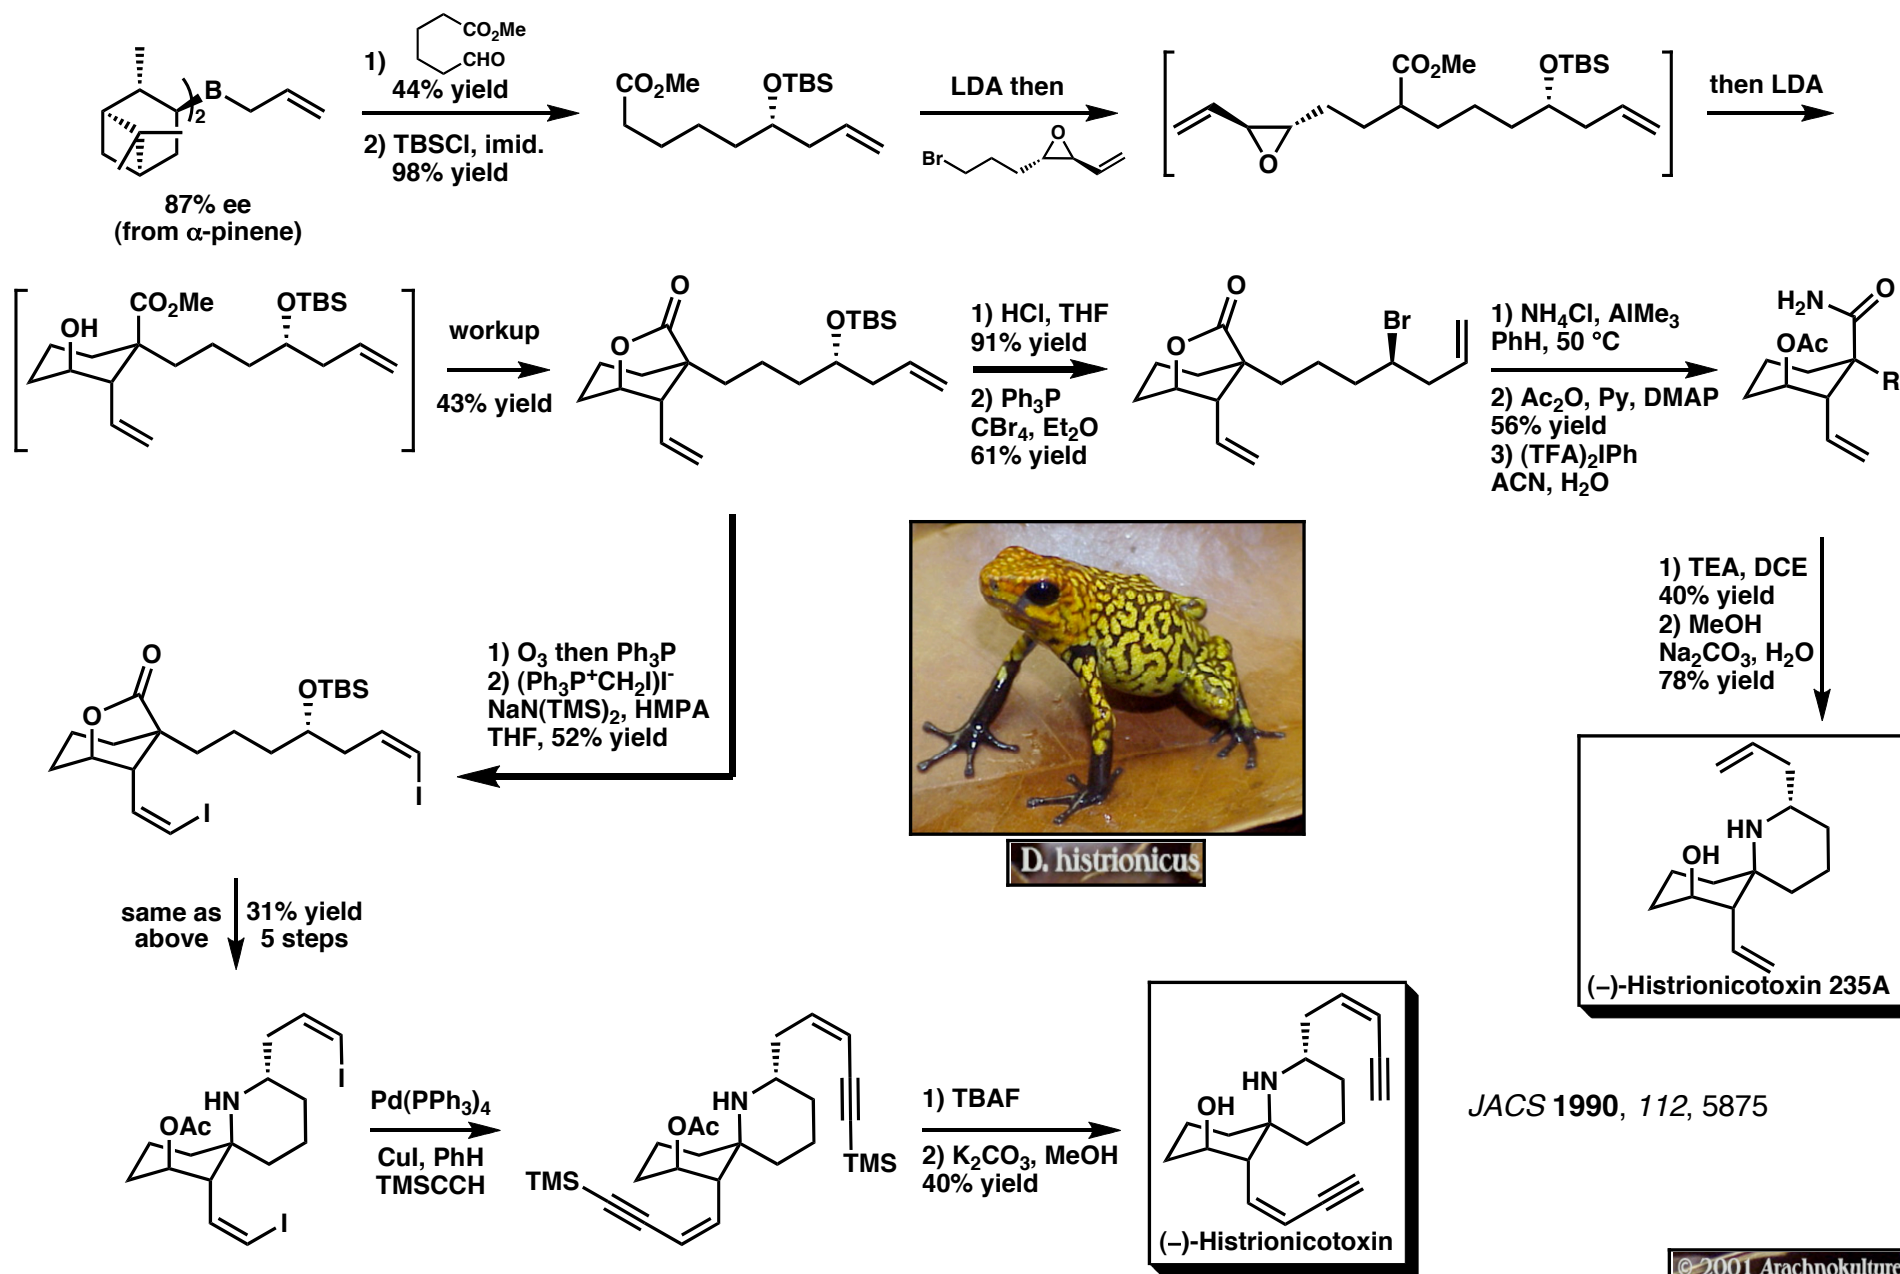 1)
CO2Me
CHO
44% yield
2) TBSCl, imid.
98% yield
)2
B
87% ee
(from α-pinene)
CO2Me
OTBS
LDA then
Br
O
CO2Me
OTBS
O
then LDA
OH
CO2Me
OTBS
workup
43% yield
O
O
OTBS
1) HCl, THF
91% yield
2) Ph3P
CBr4, Et2O
61% yield
O
O
Br
1) NH4Cl, AlMe3
PhH, 50 °C
2) Ac2O, Py, DMAP
56% yield
3) (TFA)2IPh
ACN, H2O
H2N
O
OAc
R
1) TEA, DCE
40% yield
2) MeOH
Na2CO3, H2O
78% yield
1) O3 then Ph3P
2) (Ph3P+CH2I)I-
NaN(TMS)2, HMPA
THF, 52% yield
O
O
OTBS
I
I
D. histrionicus
HN
OH
(–)-Histrionicotoxin 235A
same as
above
31% yield
5 steps
I
HN
OAc
I
Pd(PPh3)4
CuI, PhH
TMSCCH
HN
OAc
TMS
TMS
1) TBAF
2) K2CO3, MeOH
40% yield
HN
OH
(–)-Histrionicotoxin
JACS 1990, 112, 5875
© 2001 Arachnokulture